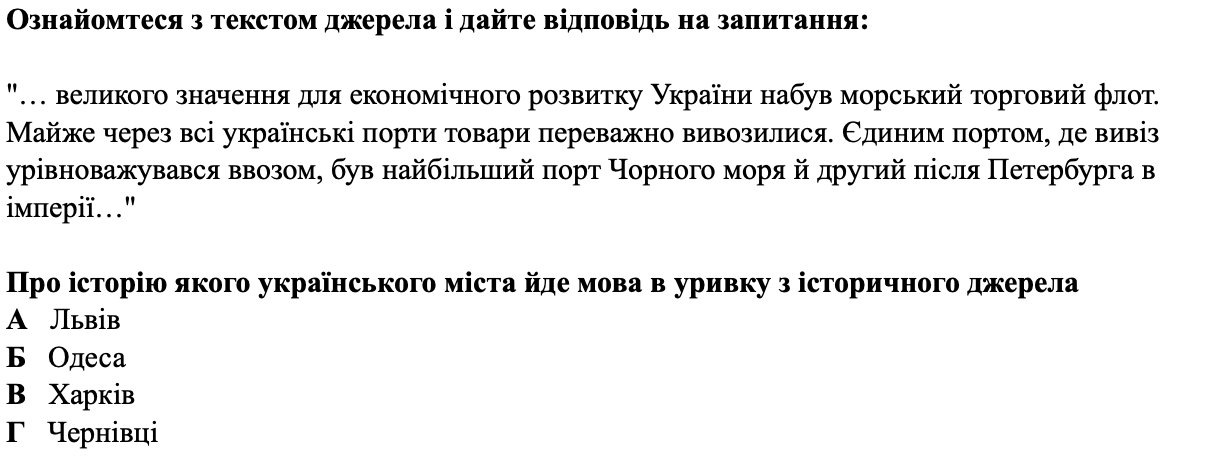 Ознайомтеся з текстом джерела і дайте відповідь на запитання:
"… великого значення для економічного розвитку України набув морський торговий флот.
Майже через всі українські порти товари переважно вивозилися. Єдиним портом, де вивіз
урівноважувався ввозом, був найбільший порт Чорного моря й другий після Петербурга в
імперії…"
Про історію якого українського міста йде мова в уривку з історичного джерела
А Львів
Б Одеса
В Харків
Г Чернівці